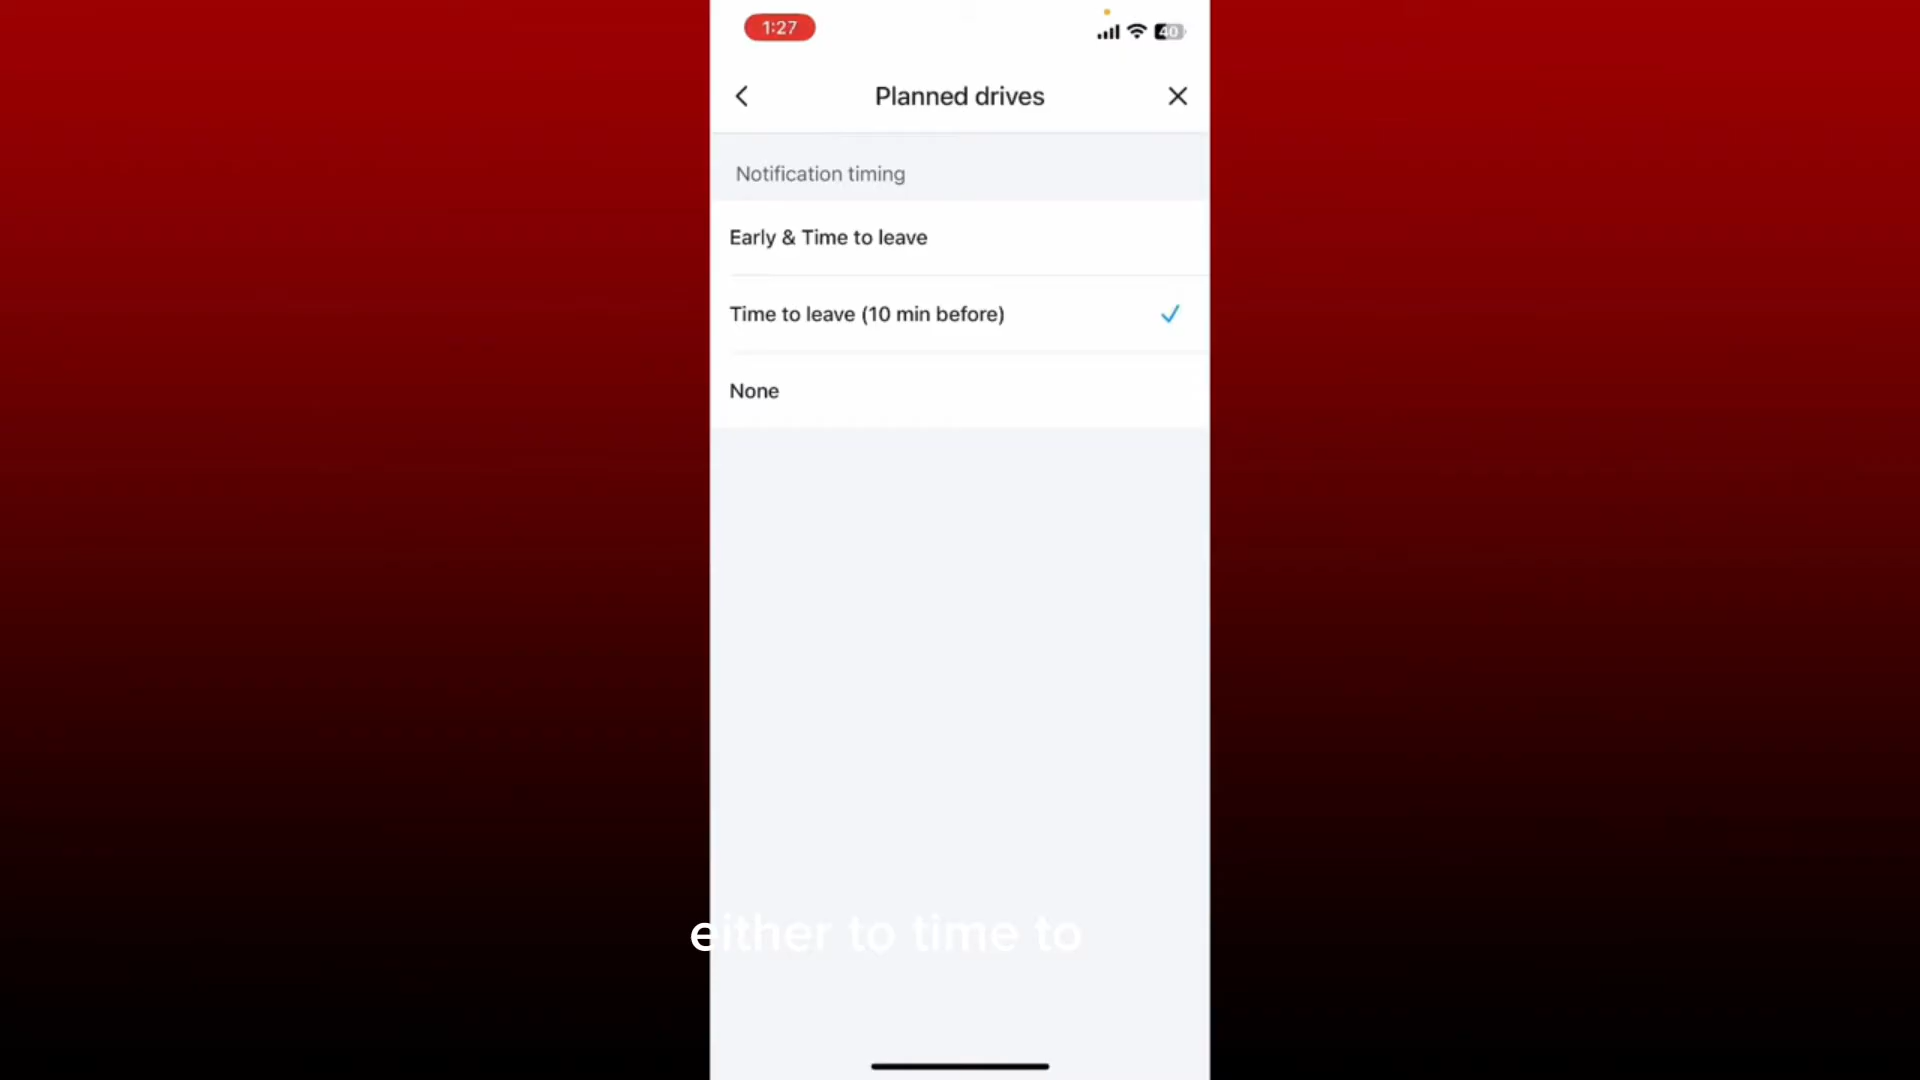 1:27
40
Planned drives
Notification timing
Early & Time to leave
Time to leave (10 min before)
None
either to time to